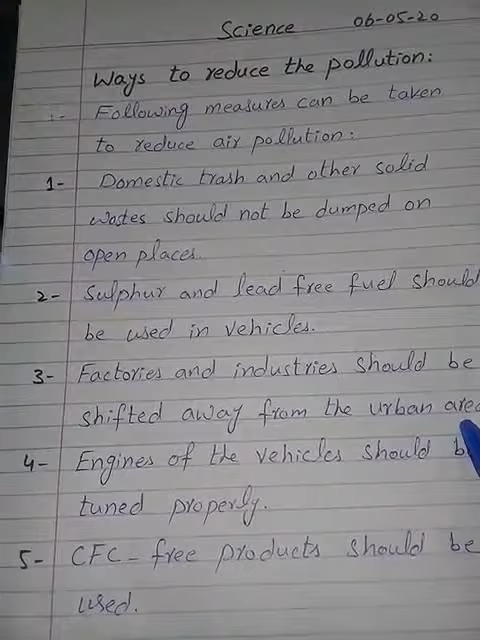 Science 06-05-20
Ways to reduce the pollution:
:- Following measures can be taken
to reduce air pollution:
1- Domestic trash and other solid
wastes should not be dumped on
open places.
2- Sulphur and lead free fuel should
be used in vehicles.
3- Factories and industries should be
shifted away from the urban area
4- Engines of the vehicles should b
tuned properly.
5- CFC-free products should be
used.